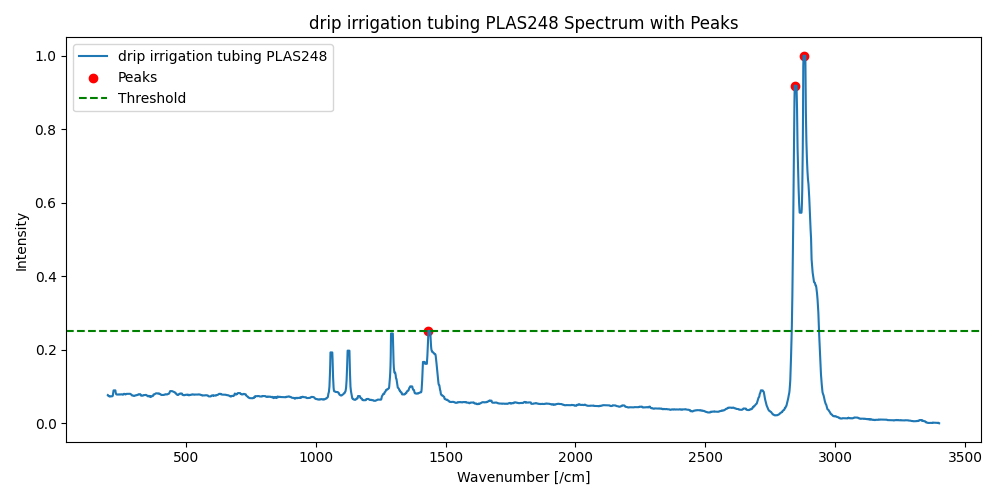 drip irrigation tubing PLAS248 Spectrum with Peaks
drip irrigation tubing PLAS248
Peaks
Threshold
Intensity
1.0
0.8
0.6
0.4
0.2
0.0
500 1000 1500 2000 2500 3000 3500
Wavenumber [/cm]